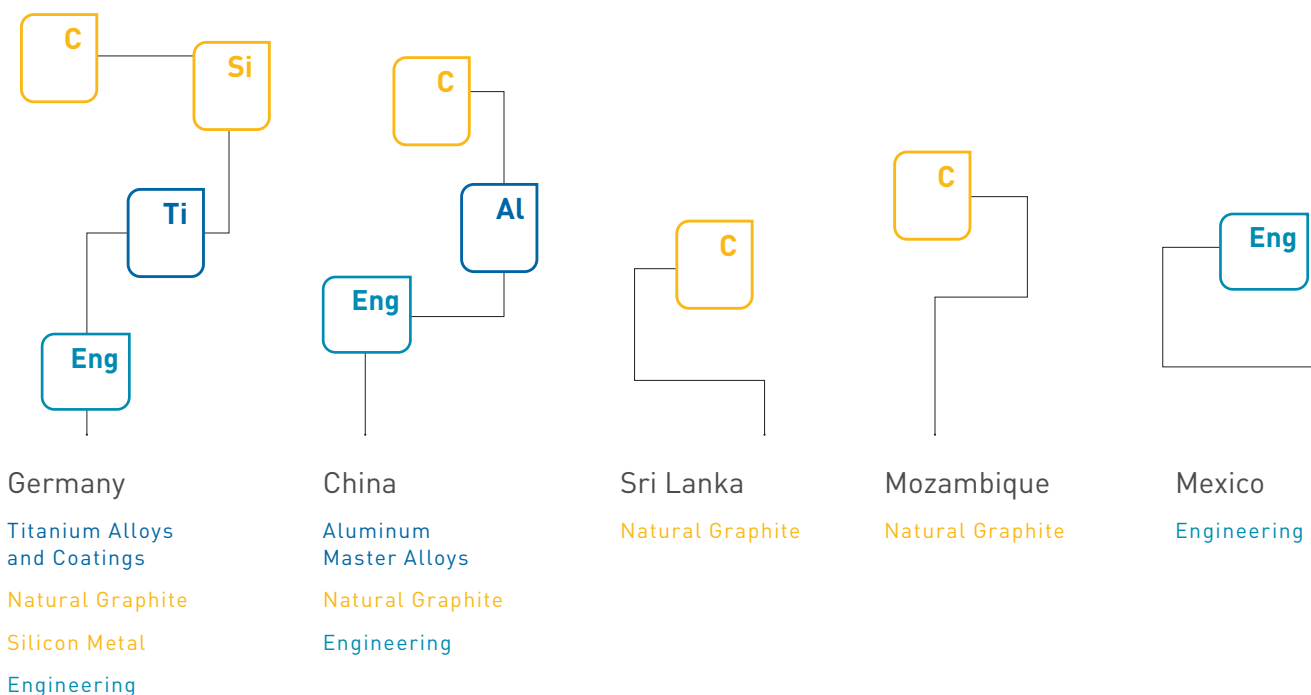 C
Si
Ti
Eng
C
Al
Eng
C
C
Eng
Germany
Titanium Alloys
and Coatings
Natural Graphite
Silicon Metal
Engineering
China
Aluminum
Master Alloys
Natural Graphite
Engineering
Sri Lanka
Natural Graphite
Mozambique
Natural Graphite
Mexico
Engineering